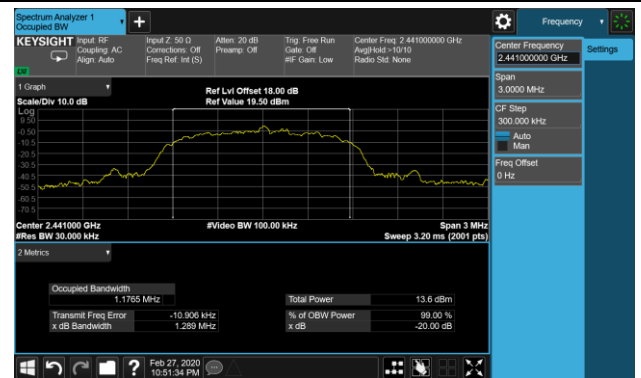 Spectrum Analyzer 1
Occupied BW
+
Frequency
KEYSIGHT
Input: RF
Coupling: AC
Align: Auto
Input Z: 50 Ω
Corrections: Off
Freq Ref: Int (S)
Atten: 20 dB
Preamp: Off
Trig: Free Run
Gate: Off
#IF Gain: Low
Center Freq: 2.441000000 GHz
Avg|Hold:>10/10
Radio Std: None
Center Frequency
2.441000000 GHz
Settings
Span
3.0000 MHz
CF Step
300.000 kHz
Auto
Man
Freq Offset
0 Hz
1 Graph
Scale/Div 10.0 dB
Ref Lvl Offset 18.00 dB
Ref Value 19.50 dBm
Log
9.50
-0.50
-10.5
-20.5
-30.5
-40.5
-50.5
-60.5
-70.5
Center 2.441000 GHz
#Res BW 30.000 kHz
#Video BW 100.00 kHz
Span 3 MHz
Sweep 3.20 ms (2001 pts)
2 Metrics
Occupied Bandwidth
1.1765 MHz
Total Power 13.6 dBm
Transmit Freq Error -10.906 kHz
% of OBW Power 99.00 %
x dB Bandwidth 1.289 MHz
x dB -20.00 dB
?
Feb 27, 2020
10:51:34 PM